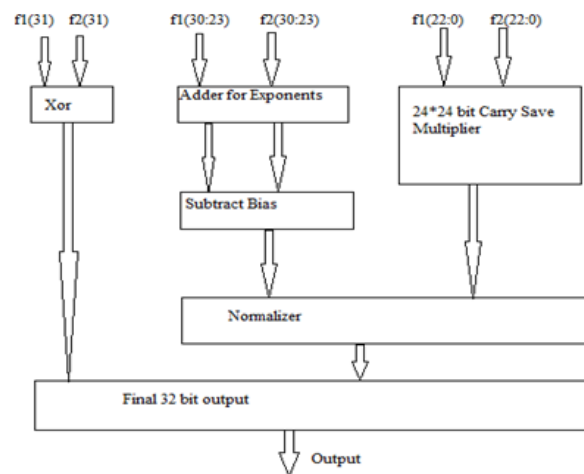 f1(31) f2(31) f1(30:23) f2(30:23) f1(22:0) f2(22:0)
Xor
Adder for Exponents
24*24 bit Carry Save
Multiplier
Subtract Bias
Normalizer
Final 32 bit output
Output